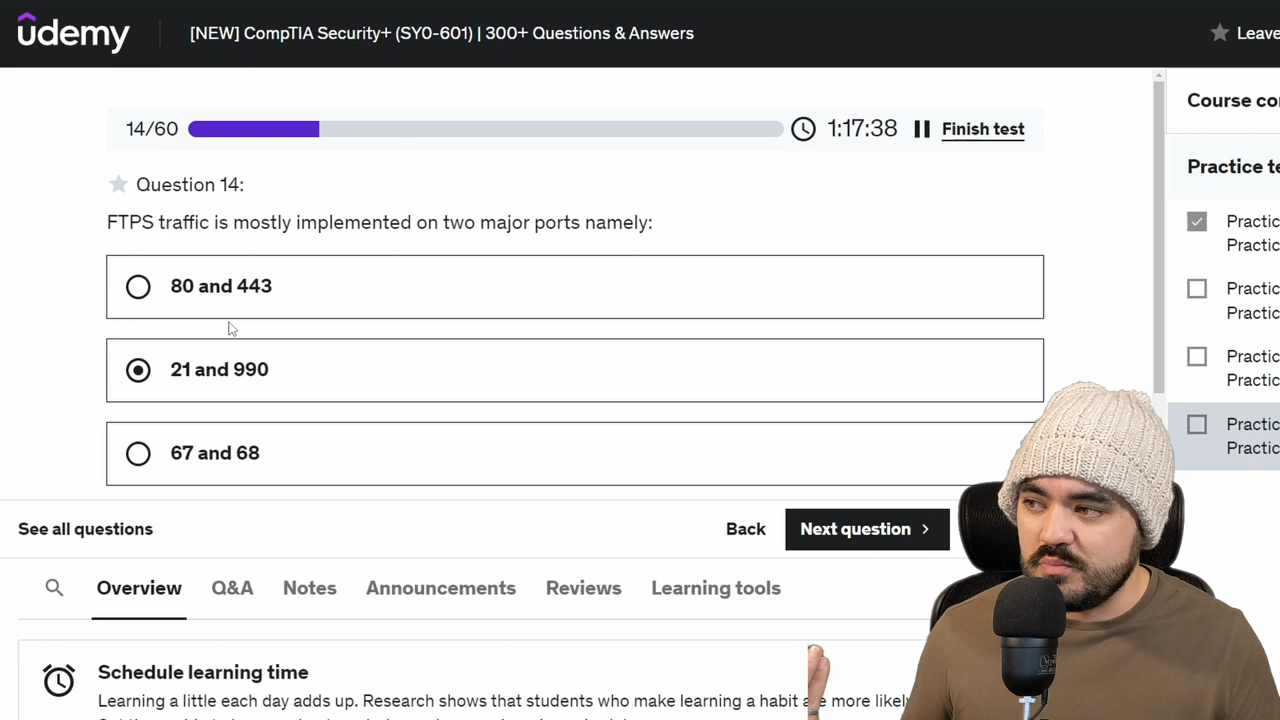 ûdemy
[NEW] CompTIA Security+ (SY0-601) | 300+ Questions & Answers
Leave
14/60
1:17:38
Finish test
Course co
Question 14:
Practice te
FTPS traffic is mostly implemented on two major ports namely:
Practic
Practic
80 and 443
Practic
Practic
21 and 990
Practic
Practic
67 and 68
Practic
Practic
See all questions
Back
Next question
Overview
Q&A
Notes
Announcements
Reviews
Learning tools
Schedule learning time
Learning a little each day adds up. Research shows that students who make learning a habit are more likely